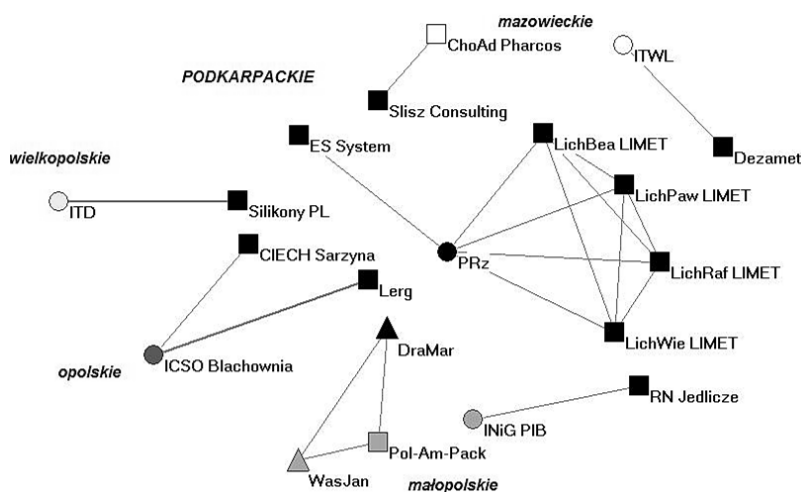 mazowieckie
ChoAd Pharcos
ITWL
PODKARPACKIE
Slisz Consulting
ES System
LichBea LIMET
Dezamet
wielkopolskie
LichPaw LIMET
ITD
Silikony PL
CIECH Sarzyna
PRz
LichRaf LIMET
Lerg
LichWie LIMET
DraMar
ICSO Blachownia
opolskie
RN Jedlicze
INiG PIB
Pol-Am-Pack
WasJan
małopolskie